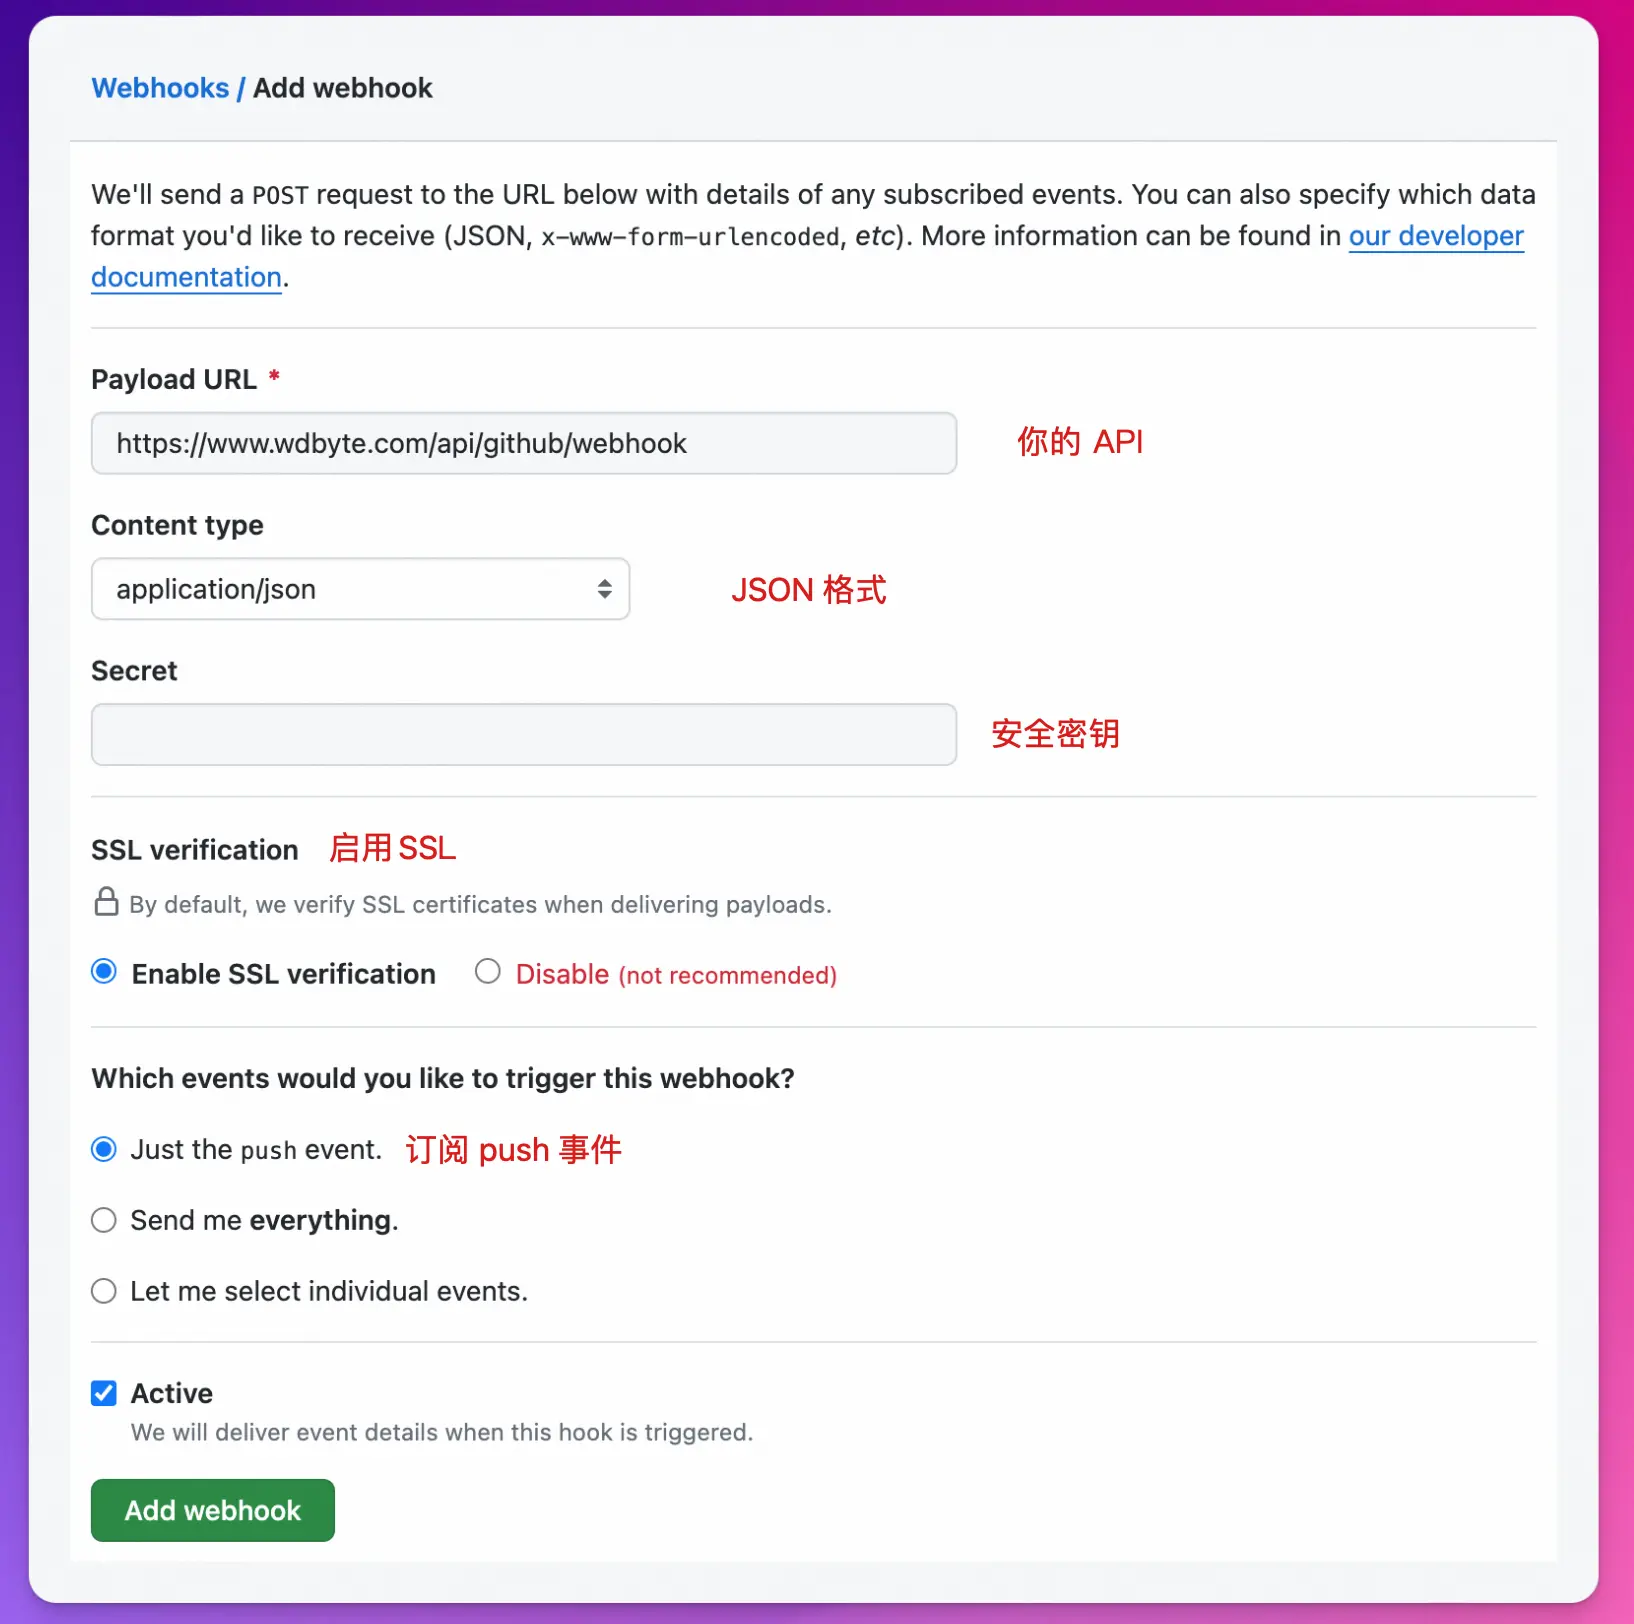 Webhooks / Add webhook
We'll send a POST request to the URL below with details of any subscribed events. You can also specify which data
format you'd like to receive (JSON, x-www-form-urlencoded, etc). More information can be found in our developer
documentation.
Payload URL *
https://www.wdbyte.com/api/github/webhook 你的 API
Content type
application/json JSON 格式
Secret
安全密钥
SSL verification 启用 SSL
By default, we verify SSL certificates when delivering payloads.
Enable SSL verification Disable (not recommended)
Which events would you like to trigger this webhook?
Just the push event. 订阅 push 事件
Send me everything.
Let me select individual events.
Active
We will deliver event details when this hook is triggered.
Add webhook